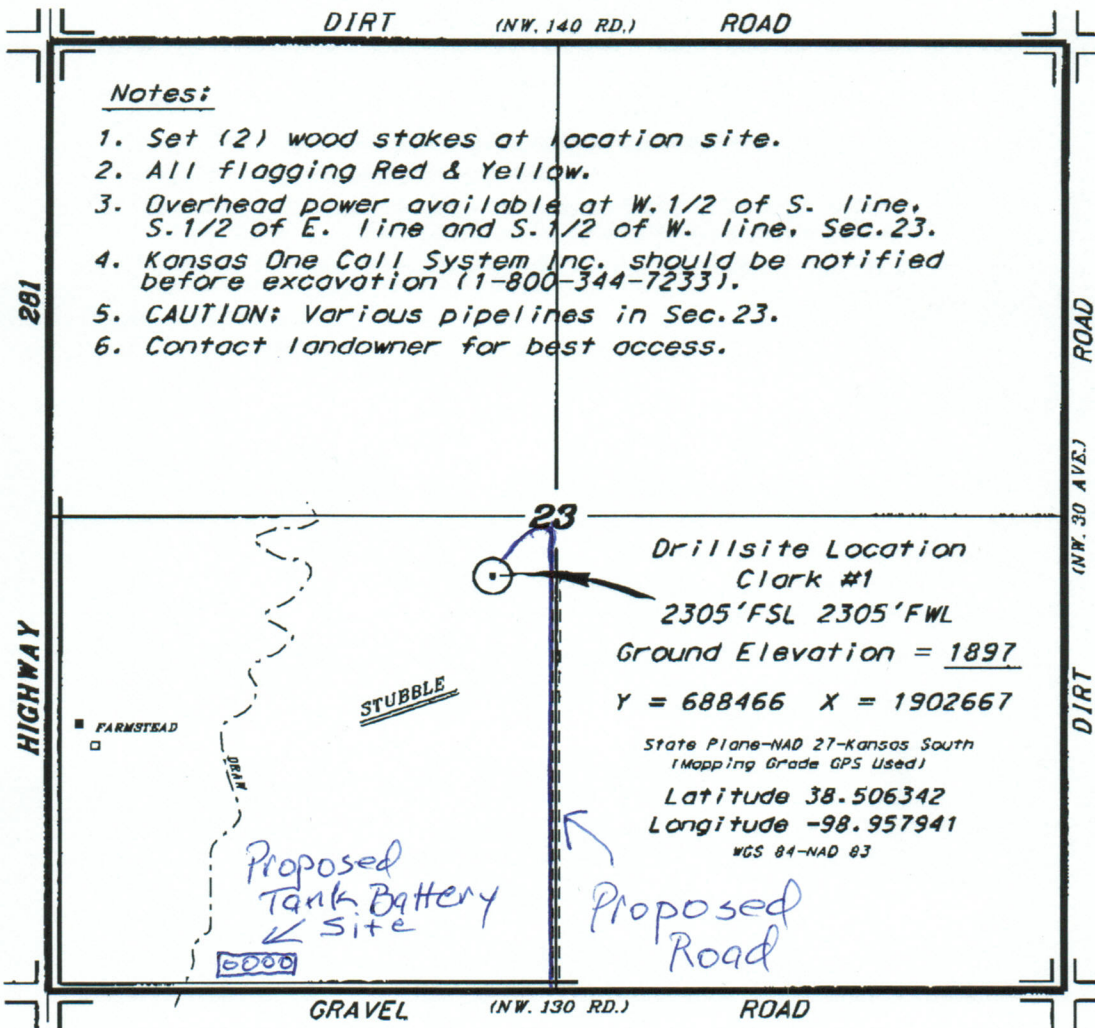 DIRT (NW. 140 RD.) ROAD
Notes:
1. Set (2) wood stakes at location site.
2. All flagging Red & Yellow.
3. Overhead power available at W.1/2 of S. line,
S.1/2 of E. line and S.1/2 of W. line, Sec.23.
4. Kansas One Call System Inc. should be notified
before excavation (1-800-344-7233).
5. CAUTION: Various pipelines in Sec.23.
6. Contact landowner for best access.
HIGHWAY 281
DIRT (NW. 30 AVE.) ROAD
23
Drillsite Location
Clark #1
2305'FSL 2305'FWL
Ground Elevation = 1897
Y = 688466 X = 1902667
State Plane-NAD 27-Kansas South
(Mapping Grade GPS Used)
Latitude 38.506342
Longitude -98.957941
WGS 84-NAD 83
STUBBLE
FARMSTEAD
DRAW
Proposed
Tank Battery
Site
Proposed
Road
GRAVEL (NW. 130 RD.) ROAD